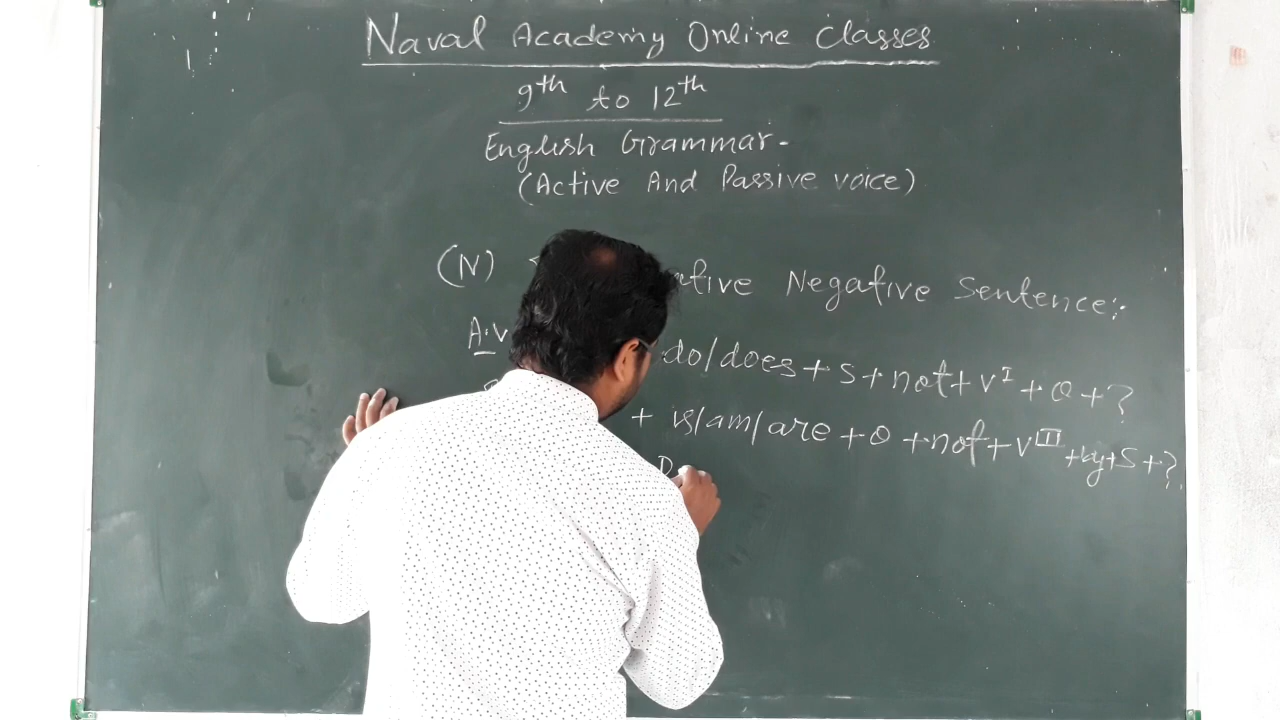 Naval Academy Online Classes
9th to 12th
English Grammar-
(Active And Passive voice)
(N) ative Negative Sentence:-
A.V do/does + S + not + V^I + O + ?
+ is/am/are + O + not + V^III + by + S + ?
D